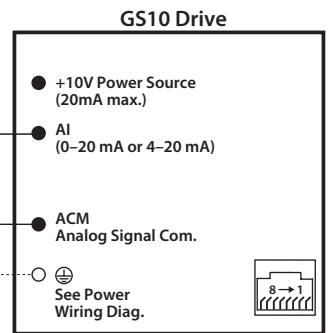 GS10 Drive
+10V Power Source
(20mA max.)
AI
(0–20 mA or 4–20 mA)
ACM
Analog Signal Com.
See Power
Wiring Diag.
8→1